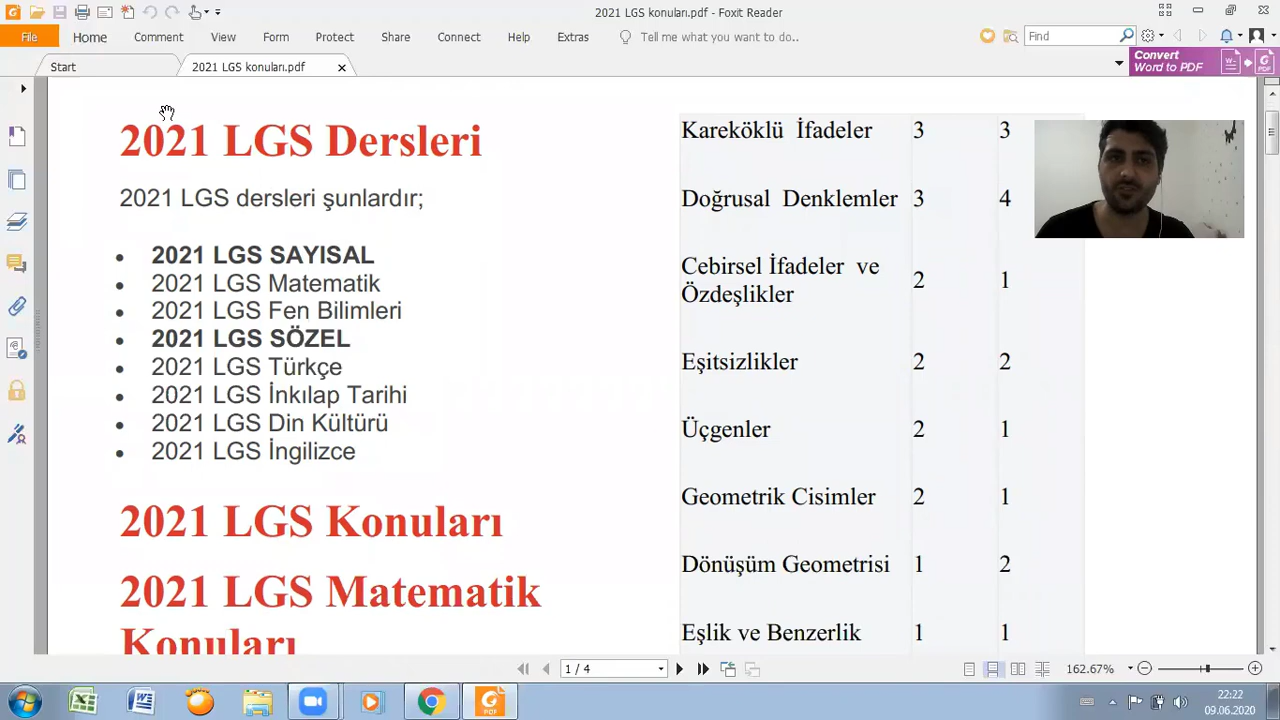 2021 LGS konuları.pdf - Foxit Reader
File
Home
Comment
View
Form
Protect
Share
Connect
Help
Extras
Tell me what you want to do...
Find
Start
2021 LGS konuları.pdf
Convert
Word to PDF
2021 LGS Dersleri
2021 LGS dersleri şunlardır;
2021 LGS SAYISAL
2021 LGS Matematik
2021 LGS Fen Bilimleri
2021 LGS SÖZEL
2021 LGS Türkçe
2021 LGS İnkılap Tarihi
2021 LGS Din Kültürü
2021 LGS İngilizce
2021 LGS Konuları
2021 LGS Matematik
Konuları
Kareköklü İfadeler 3 3
Doğrusal Denklemler 3 4
Cebirsel İfadeler ve
Özdeşlikler 2 1
Eşitsizlikler 2 2
Üçgenler 2 1
Geometrik Cisimler 2 1
Dönüşüm Geometrisi 1 2
Eşlik ve Benzerlik 1 1
1 / 4
162.67%
PDF
22:22
09.06.2020